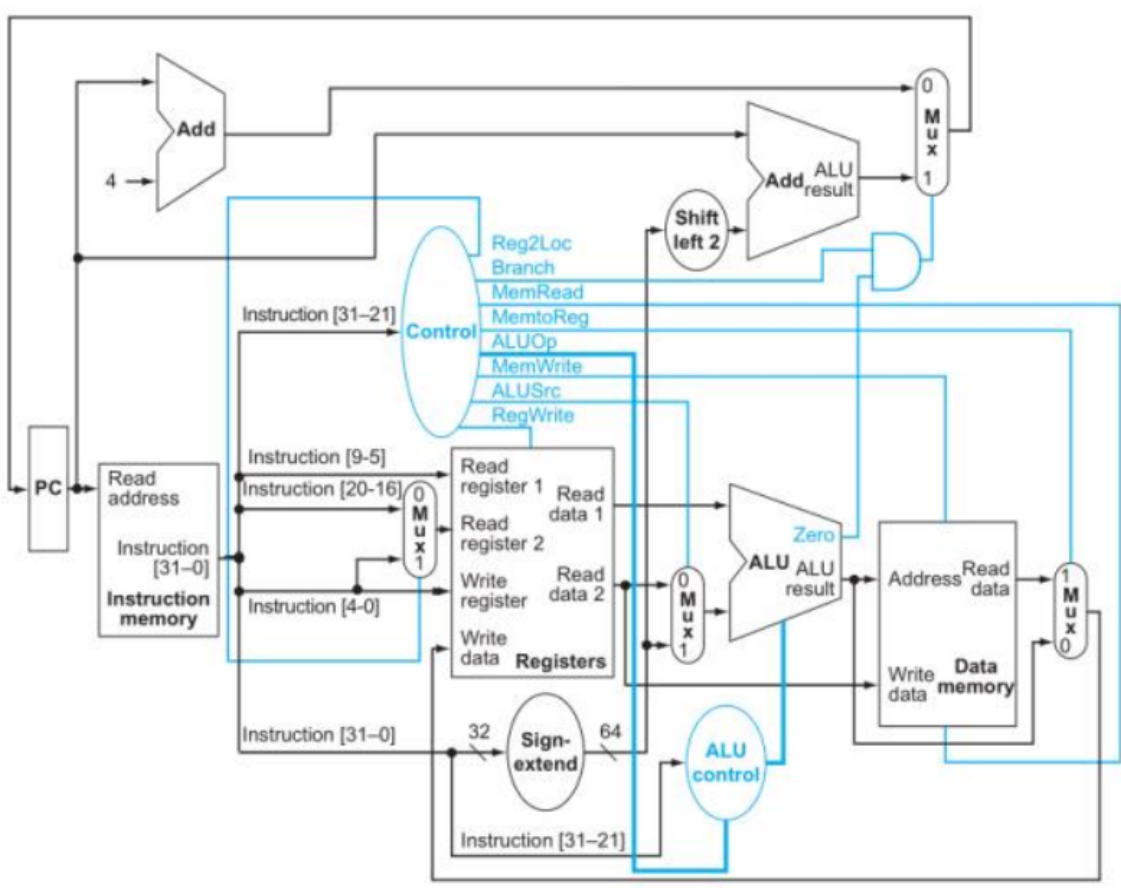 0
M
u
x
1
Add
4
Add
ALU
result
Shift
left 2
Reg2Loc
Branch
MemRead
MemtoReg
ALUOp
MemWrite
ALUSrc
RegWrite
Instruction [31–21]
Control
PC
Read
address
Instruction
[31–0]
Instruction
memory
Instruction [9-5]
Instruction [20-16]
Instruction [4-0]
0
M
u
x
1
Read
register 1
Read
register 2
Write
register
Write
data
Read
data 1
Read
data 2
Registers
0
M
u
x
1
Zero
ALU
ALU
result
Address
Read
data
Write
data
Data
memory
1
M
u
x
0
Instruction [31–0]
32
Sign-
extend
64
ALU
control
Instruction [31–21]